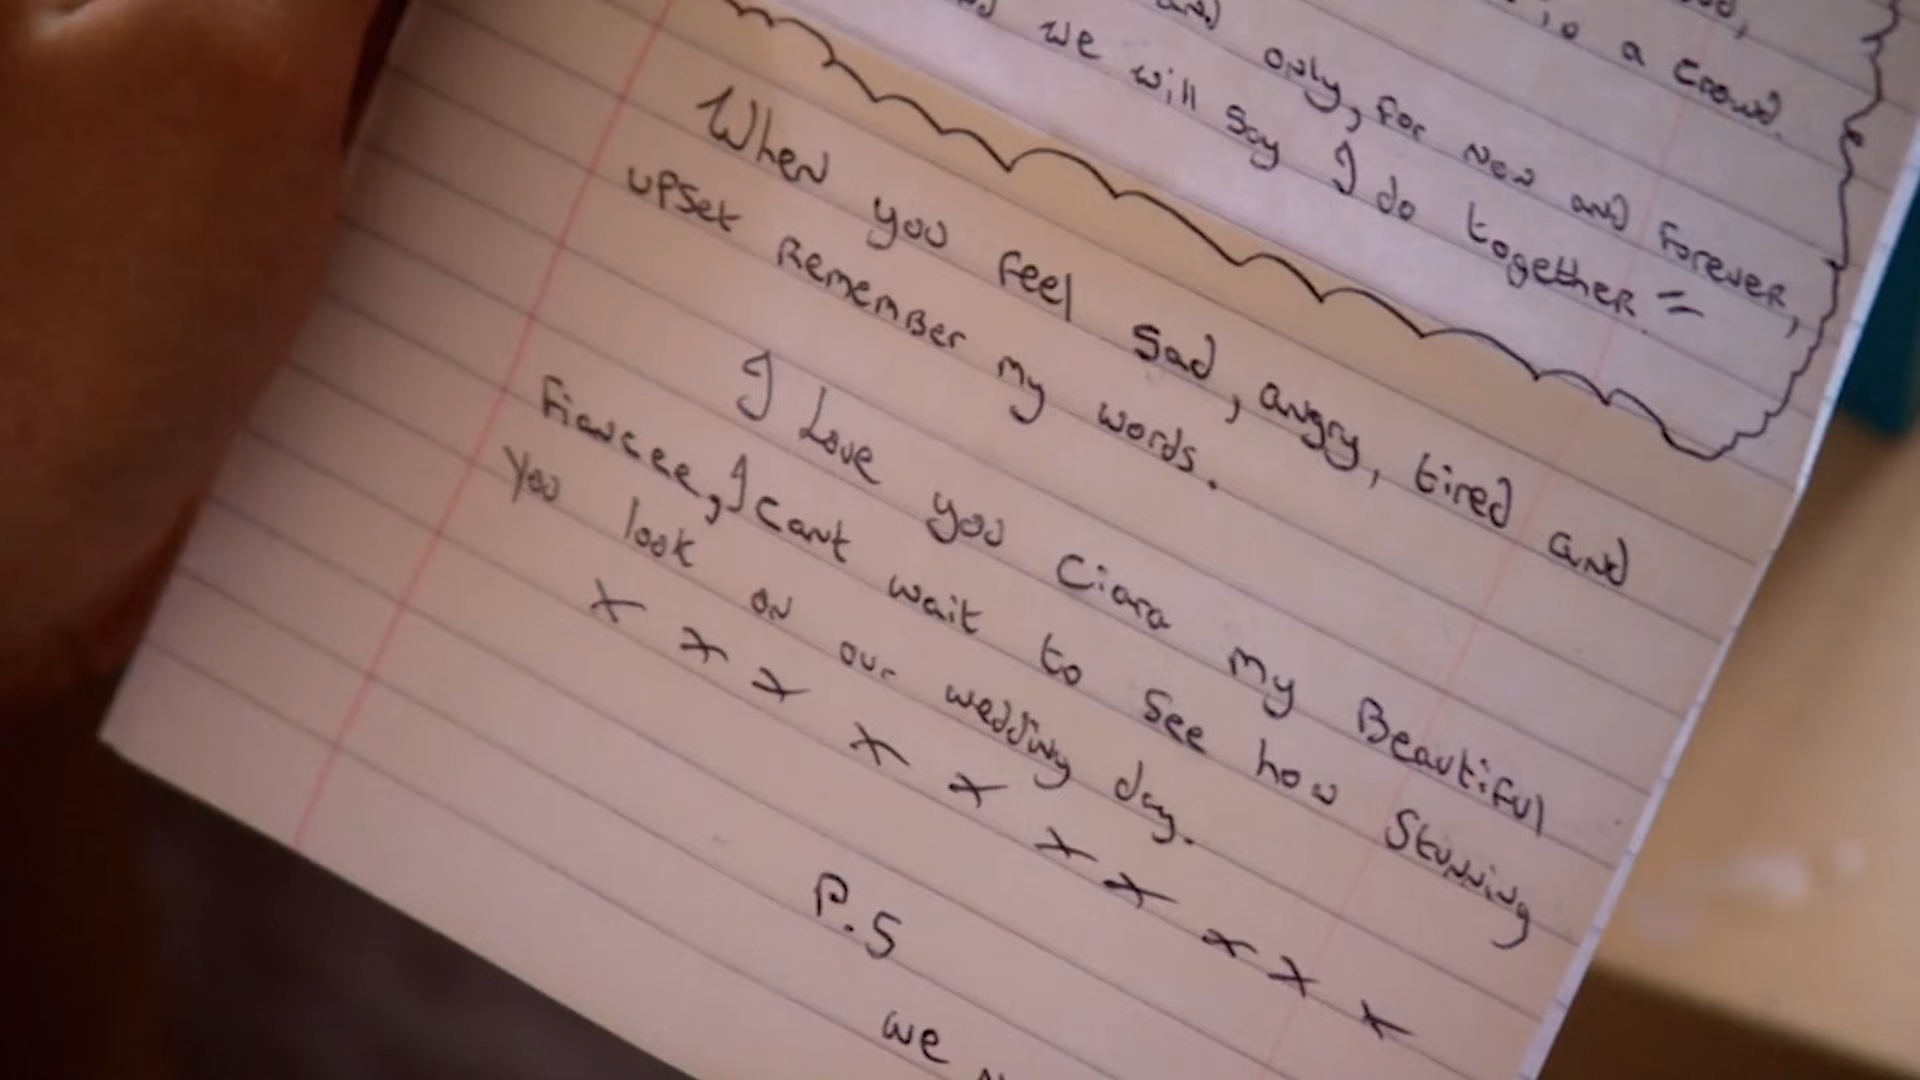 a crowd.
only, for now and forever,
we will say I do together =
When you feel sad, angry, tired and
upset Remember my words.
I Love you Ciara my Beautiful
fiancee, I cant wait to see how stunning
you look on our wedding day.
x x x x x x x x x x
P.S
we